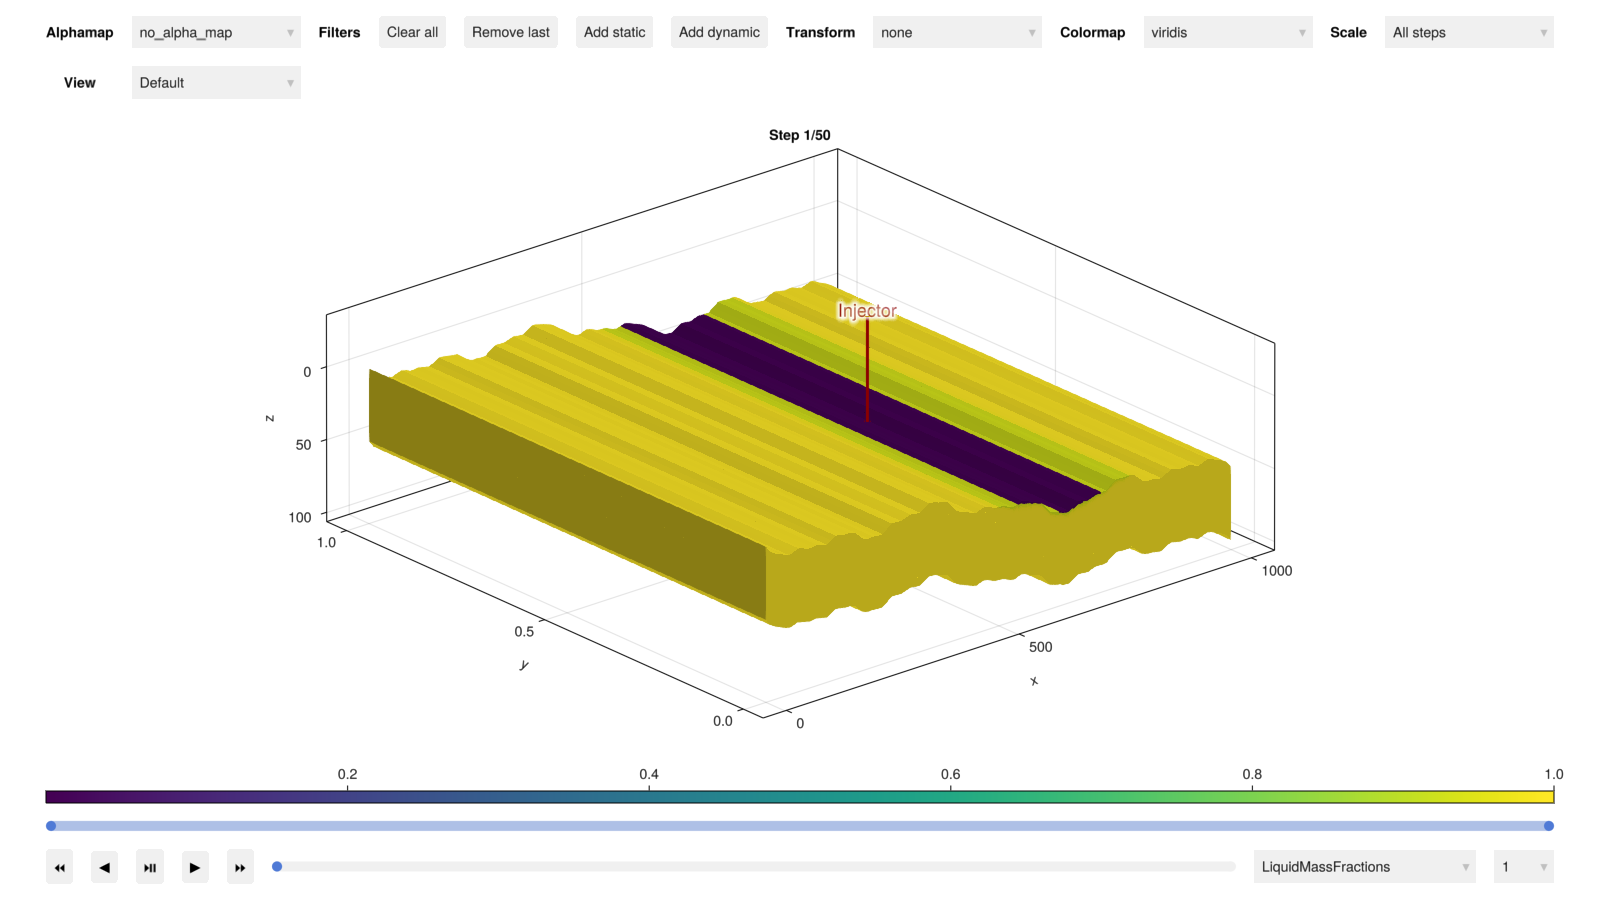 Alphamap no_alpha_map Filters Clear all Remove last Add static Add dynamic Transform none Colormap viridis Scale All steps
View Default
Step 1/50
Injector
0
50
100
z
1.0
0.5
0.0
y
0
500
1000
x
0.2 0.4 0.6 0.8 1.0
LiquidMassFractions 1